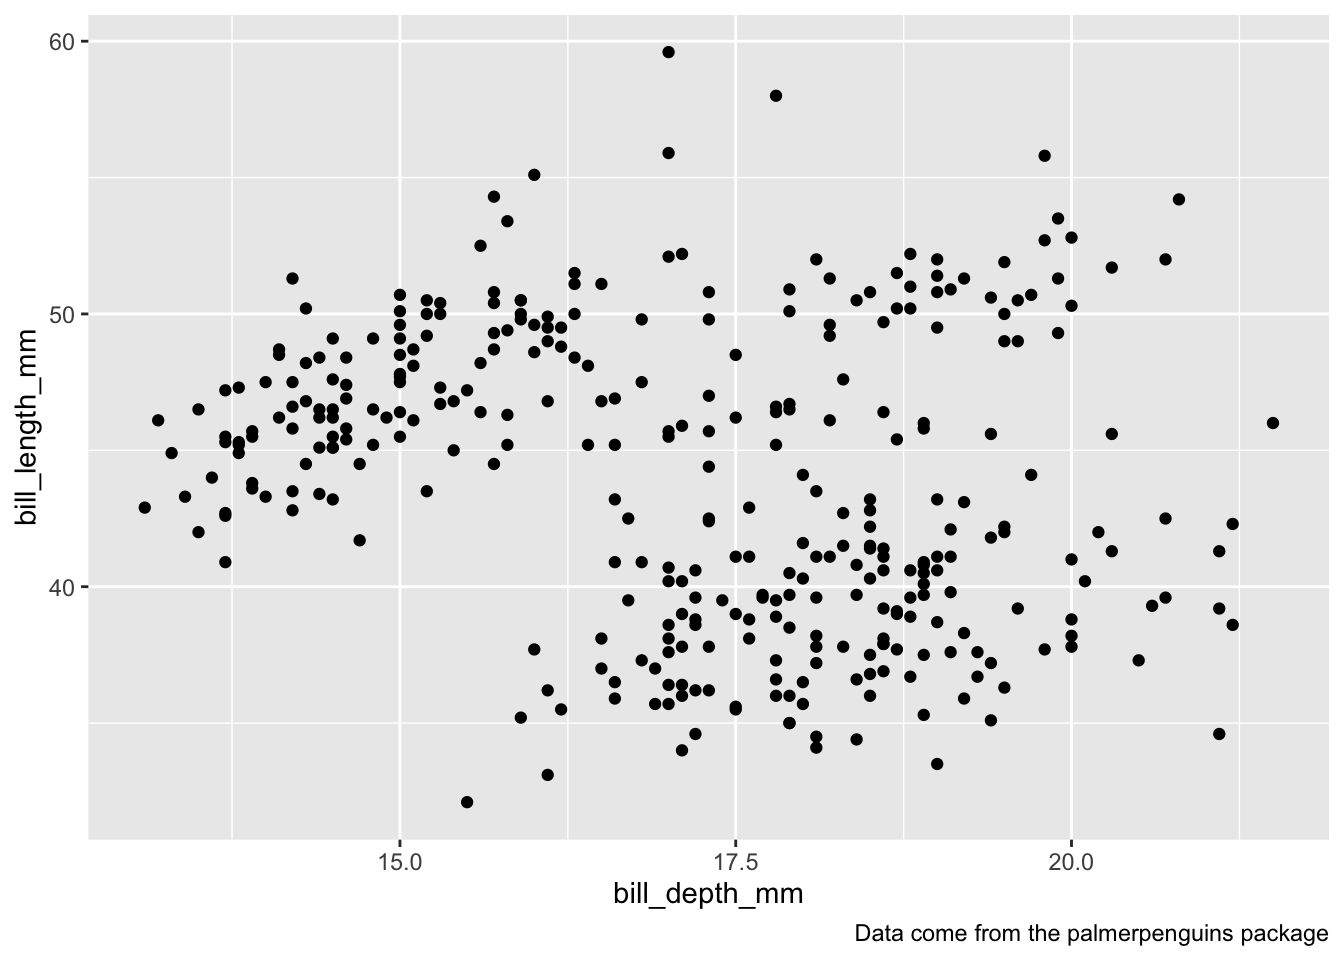 60
50
40
bill_length_mm
15.0 17.5 20.0
bill_depth_mm
Data come from the palmerpenguins package